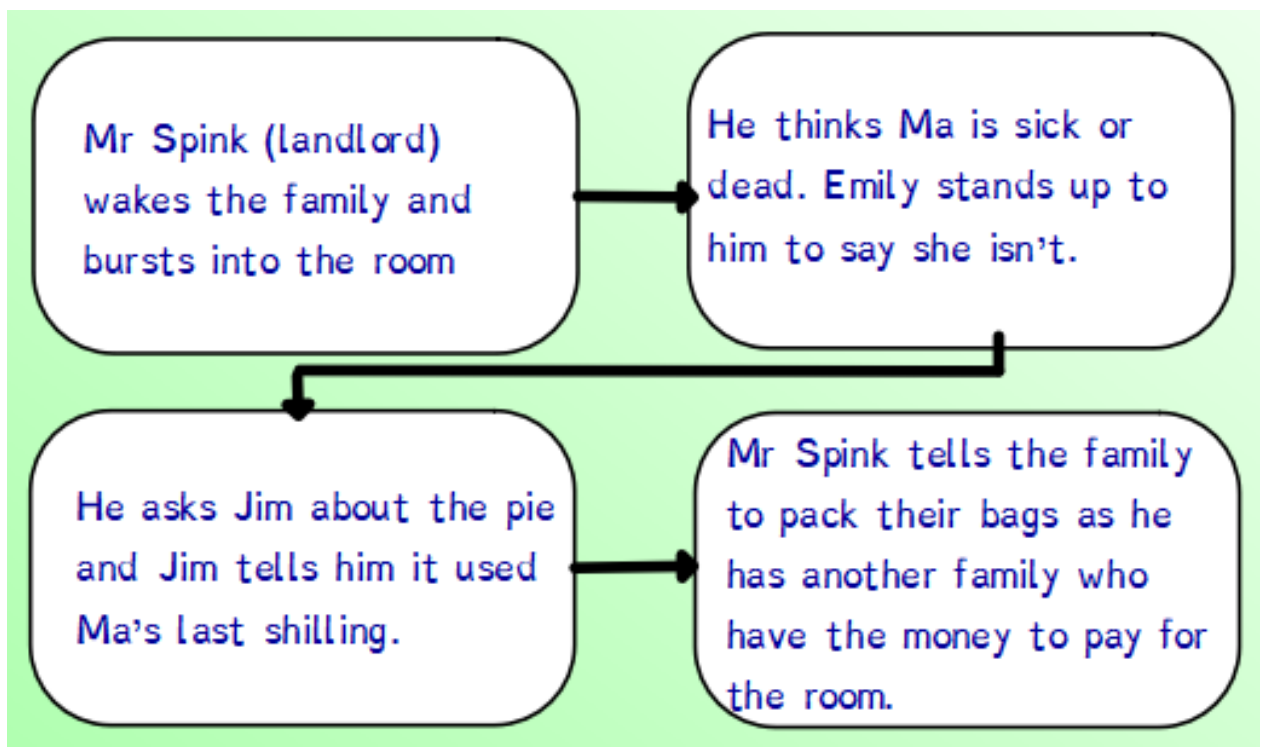 Mr Spink (landlord)
wakes the family and
bursts into the room
He thinks Ma is sick or
dead. Emily stands up to
him to say she isn't.
He asks Jim about the pie
and Jim tells him it used
Ma's last shilling.
Mr Spink tells the family
to pack their bags as he
has another family who
have the money to pay for
the room.